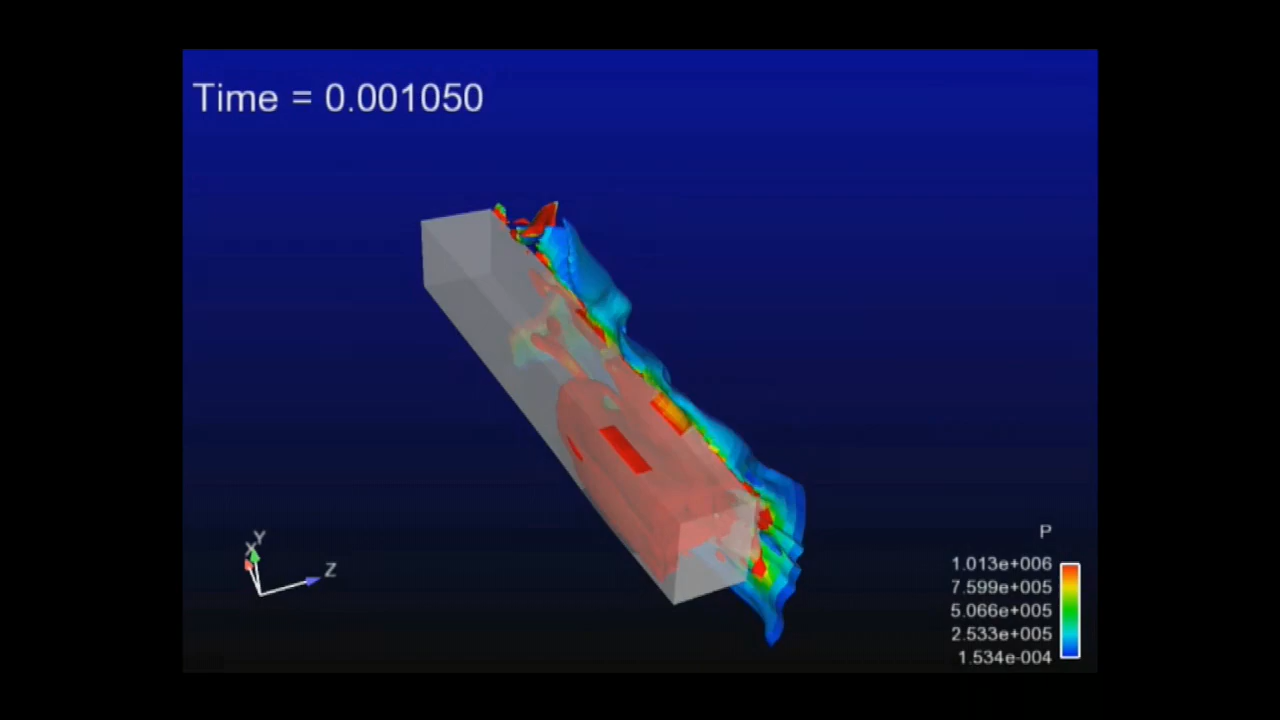 Time = 0.001050
Y
X
Z
P
1.013e+006
7.599e+005
5.066e+005
2.533e+005
1.534e-004